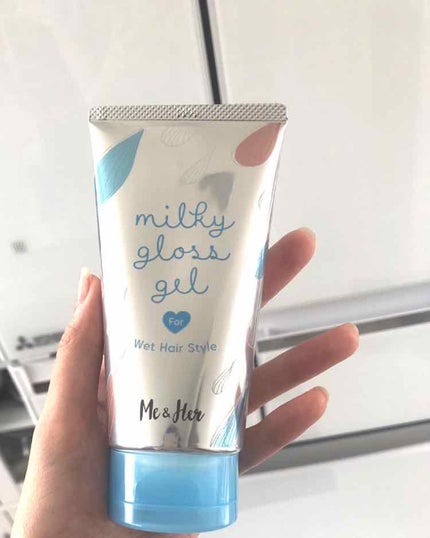 milky
gloss
gel
For
Wet Hair Style
Me & Her